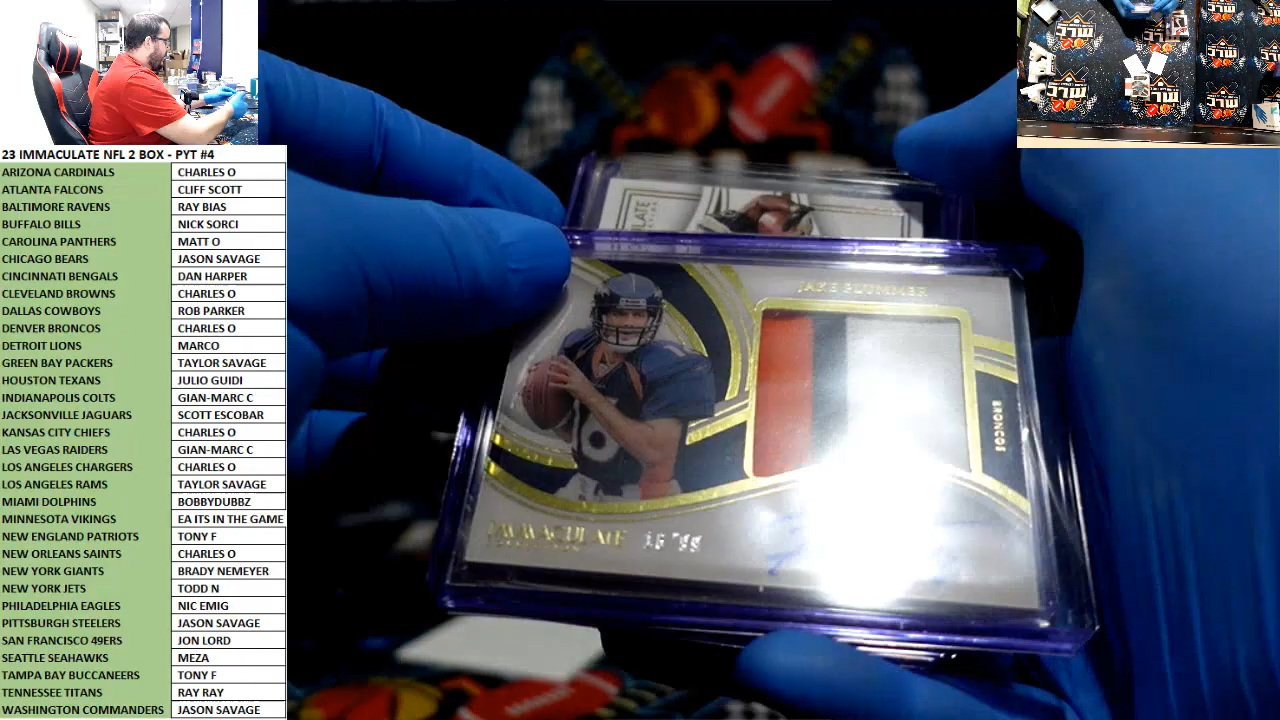 23 IMMACULATE NFL 2 BOX - PYT #4
ARIZONA CARDINALS CHARLES O
ATLANTA FALCONS CLIFF SCOTT
BALTIMORE RAVENS RAY BIAS
BUFFALO BILLS NICK SORCI
CAROLINA PANTHERS MATT O
CHICAGO BEARS JASON SAVAGE
CINCINNATI BENGALS DAN HARPER
CLEVELAND BROWNS CHARLES O
DALLAS COWBOYS ROB PARKER
DENVER BRONCOS CHARLES O
DETROIT LIONS MARCO
GREEN BAY PACKERS TAYLOR SAVAGE
HOUSTON TEXANS JULIO GUIDI
INDIANAPOLIS COLTS GIAN-MARC C
JACKSONVILLE JAGUARS SCOTT ESCOBAR
KANSAS CITY CHIEFS CHARLES O
LAS VEGAS RAIDERS GIAN-MARC C
LOS ANGELES CHARGERS CHARLES O
LOS ANGELES RAMS TAYLOR SAVAGE
MIAMI DOLPHINS BOBBYDUBBZ
MINNESOTA VIKINGS EA ITS IN THE GAME
NEW ENGLAND PATRIOTS TONY F
NEW ORLEANS SAINTS CHARLES O
NEW YORK GIANTS BRADY NEMEYER
NEW YORK JETS TODD N
PHILADELPHIA EAGLES NIC EMIG
PITTSBURGH STEELERS JASON SAVAGE
SAN FRANCISCO 49ERS JON LORD
SEATTLE SEAHAWKS MEZA
TAMPA BAY BUCCANEERS TONY F
TENNESSEE TITANS RAY RAY
WASHINGTON COMMANDERS JASON SAVAGE
JAKE PLUMMER
BRONCOS
IMMACULATE